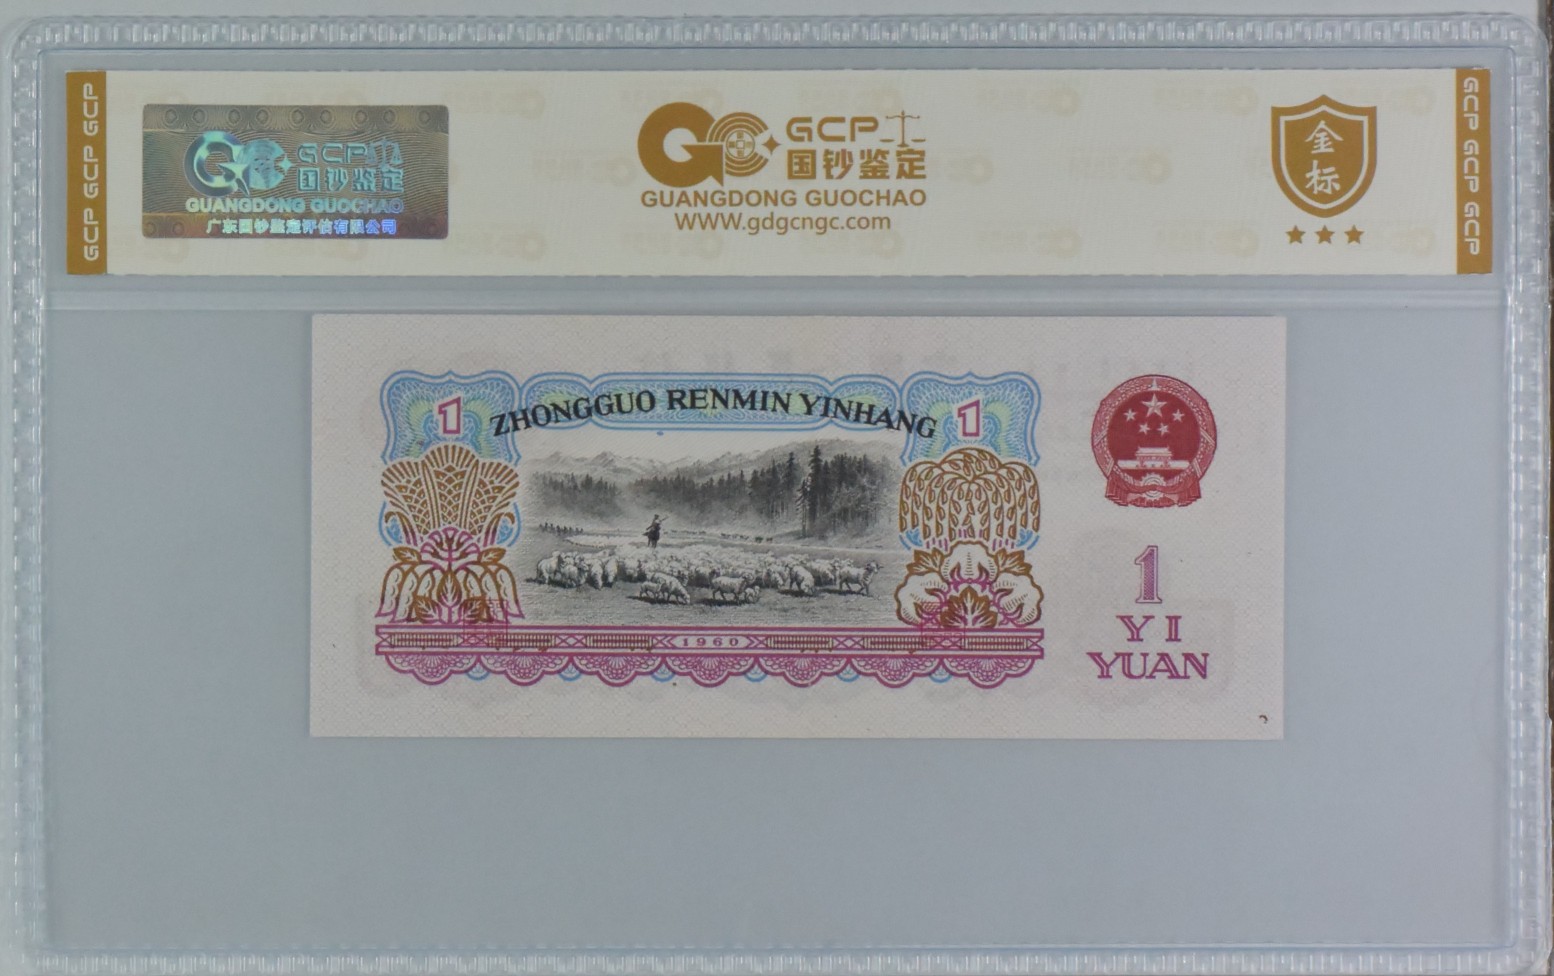 GCP GCP GCP
GCP
国钞鉴定
GUANGDONG GUOCHAO
广东国钞鉴定评估有限公司
GC
GCP
国钞鉴定
GUANGDONG GUOCHAO
WWW.gdgcngc.com
金
标
GCP GCP GCP
1
ZHONGGUO RENMIN YINHANG
1
1960
1
YI
YUAN